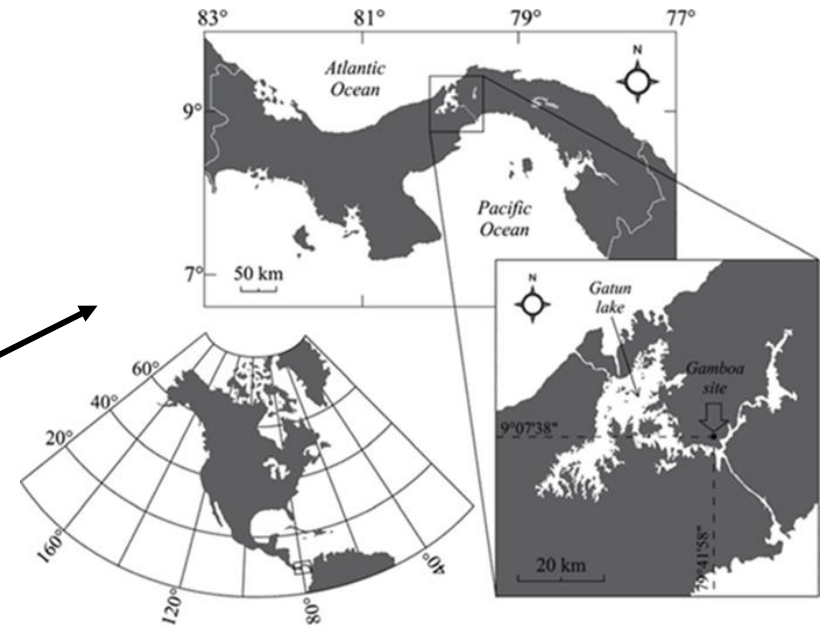 83°
81°
79°
77°
Atlantic
Ocean
N
9°
Pacific
Ocean
7°
50 km
N
Gatun
lake
Gamboa
site
9°07'38"
79°41'58"
20 km
60°
40°
20°
160°
120°
80°
40°